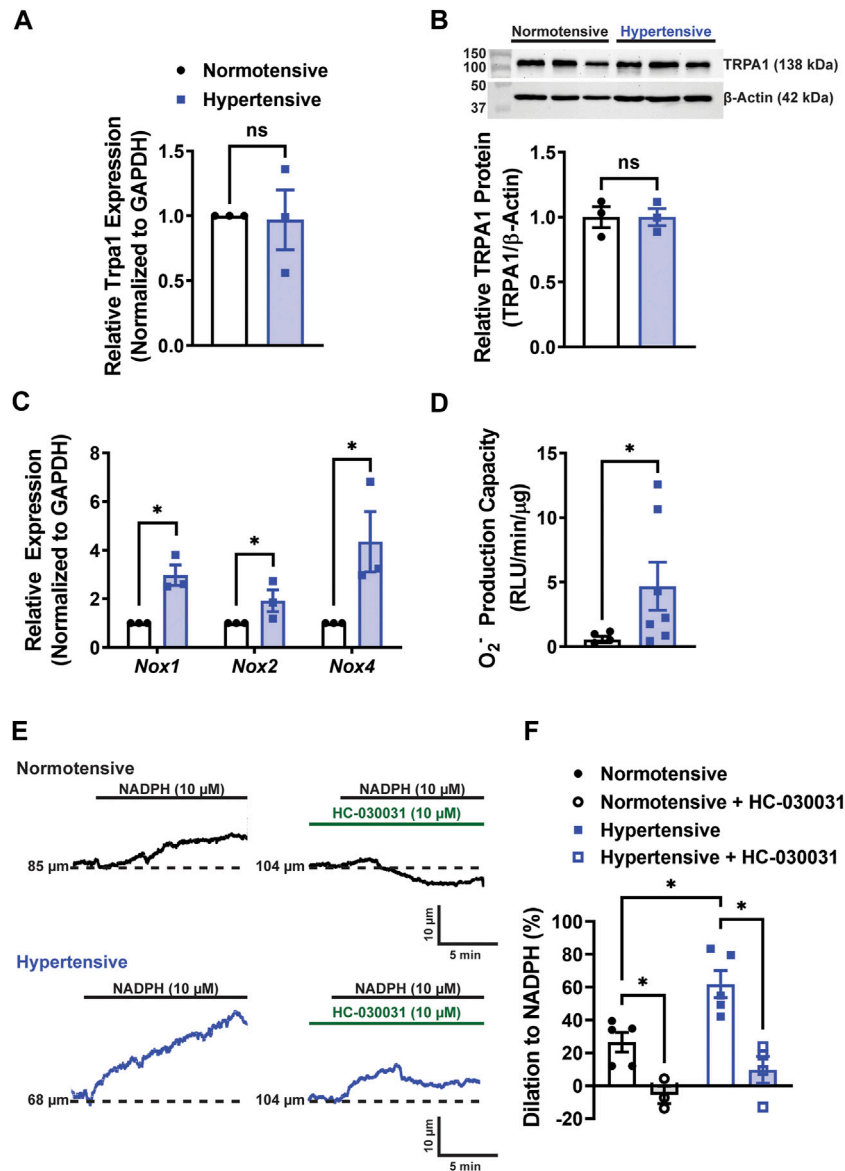 A
Normotensive
Hypertensive
ns
Relative Trpa1 Expression
(Normalized to GAPDH)
1.5
1.0
0.5
0.0
B
Normotensive Hypertensive
150
100
50
37
TRPA1 (138 kDa)
β-Actin (42 kDa)
ns
Relative TRPA1 Protein
(TRPA1/β-Actin)
1.5
1.0
0.5
0.0
C
Relative Expression
(Normalized to GAPDH)
8
6
4
2
0
* * *
Nox1 Nox2 Nox4
D
*
O2- Production Capacity
(RLU/min/µg)
15
10
5
0
E
Normotensive
NADPH (10 µM)
85 µm
NADPH (10 µM)
HC-030031 (10 µM)
104 µm
10 µm
5 min
Hypertensive
NADPH (10 µM)
68 µm
NADPH (10 µM)
HC-030031 (10 µM)
104 µm
10 µm
5 min
F
Normotensive
Normotensive + HC-030031
Hypertensive
Hypertensive + HC-030031
* * *
Dilation to NADPH (%)
100
80
60
40
20
0
-20